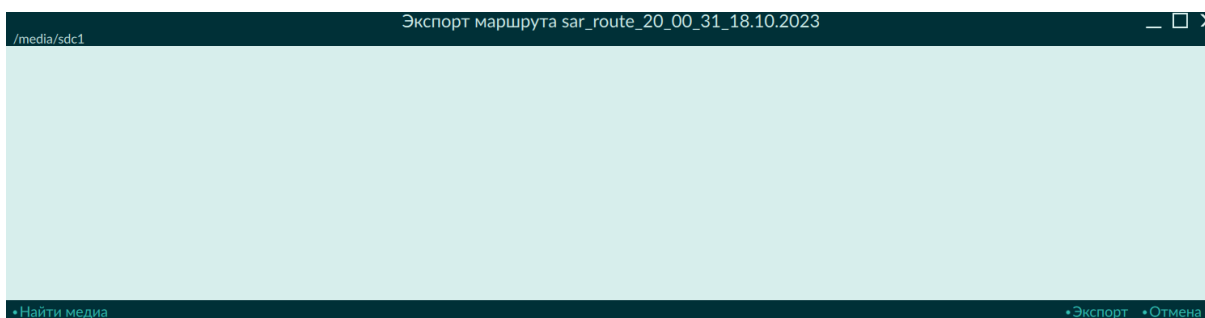 Экспорт маршрута sar_route_20_00_31_18.10.2023
/media/sdc1
•Найти медиа •Экспорт •Отмена